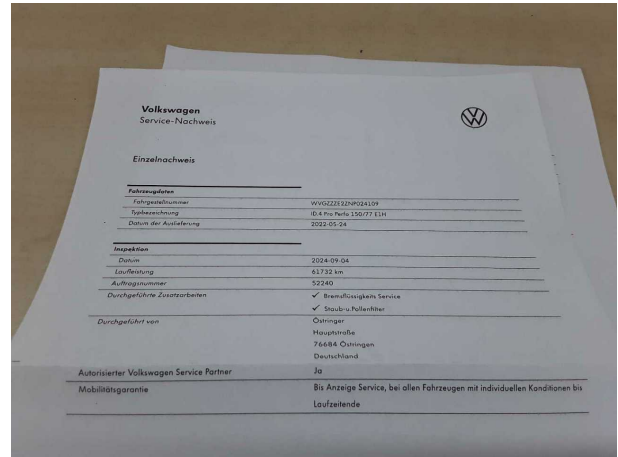 Volkswagen
Service-Nachweis
Einzelnachweis
Fahrzeugdaten
Fahrgestellnummer WVGZZZE2ZNP024109
Typbezeichnung ID.4 Pro Perfo 150/77 E1H
Datum der Auslieferung 2022-05-24
Inspektion
Datum 2024-09-04
Laufleistung 61732 km
Auftragsnummer 52240
Durchgeführte Zusatzarbeiten ✓ Bremsflüssigkeits Service
✓ Staub-u.Pollenfilter
Durchgeführt von Östringer
Hauptstraße
76684 Östringen
Deutschland
Autorisierter Volkswagen Service Partner Ja
Mobilitätsgarantie Bis Anzeige Service, bei allen Fahrzeugen mit individuellen Konditionen bis
Laufzeitende